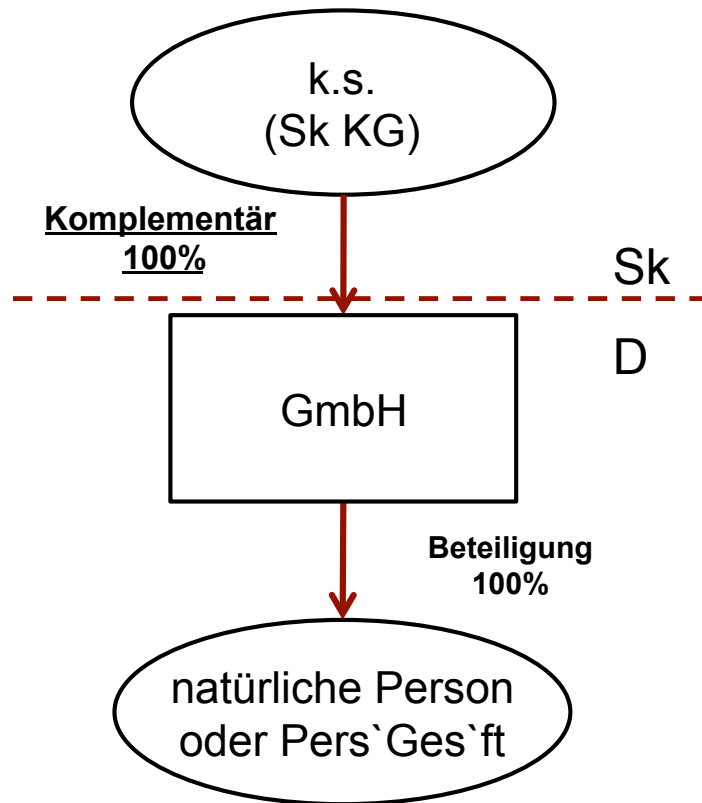 k.s.
(Sk KG)
Komplementär
100%
Sk
D
GmbH
Beteiligung
100%
natürliche Person
oder Pers`Ges`ft